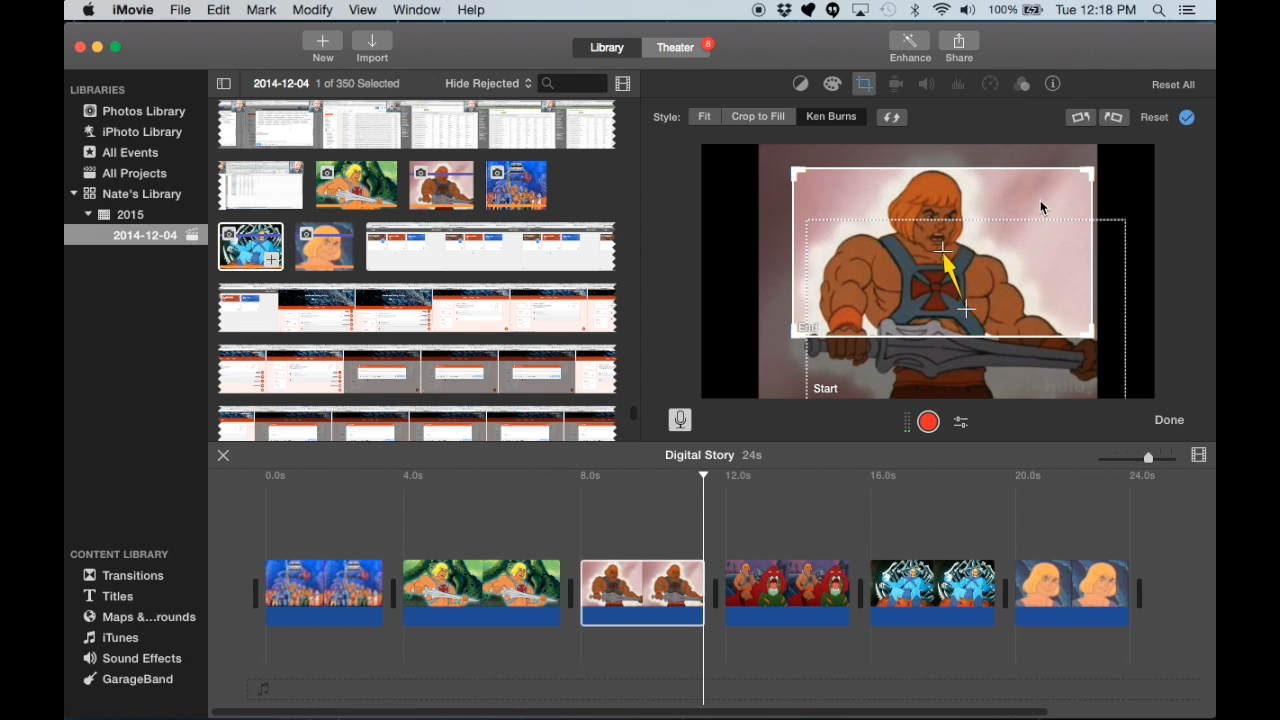 iMovie File Edit Mark Modify View Window Help 100% Tue 12:18 PM
New Import Library Theater 8 Enhance Share
LIBRARIES
2014-12-04 1 of 350 Selected Hide Rejected
Reset All
Photos Library
iPhoto Library
All Events
All Projects
Nate's Library
2015
2014-12-04
Style: Fit Crop to Fill Ken Burns Reset
End
Start
Done
Digital Story 24s
0.0s 4.0s 8.0s 12.0s 16.0s 20.0s 24.0s
CONTENT LIBRARY
Transitions
T Titles
Maps &...rounds
iTunes
Sound Effects
GarageBand